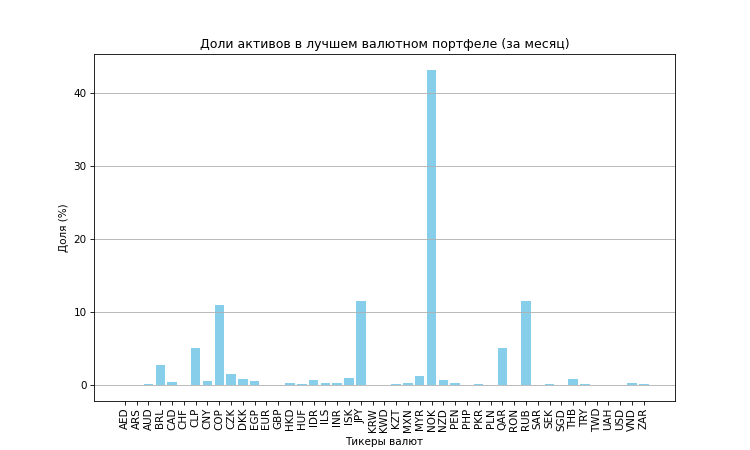 Доли активов в лучшем валютном портфеле (за месяц)
Доля (%)
40
30
20
10
0
AED ARS AUD BRL CAD CHF CLP CNY COP CZK DKK EGP EUR GBP HKD HUF IDR ILS INR ISK JPY KRW KWD KZT MXN MYR NOK NZD PEN PHP PKR PLN QAR RON RUB SAR SEK SGD THB TRY TWD UAH USD VND ZAR
Тикеры валют